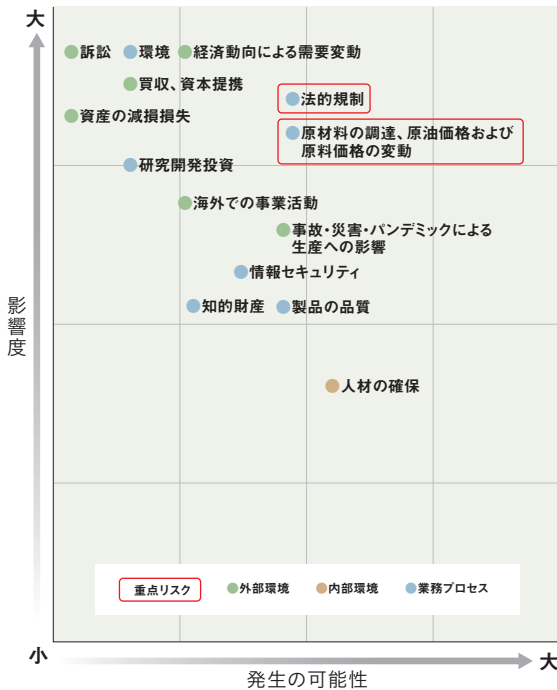 大
訴訟
環境
経済動向による需要変動
買収、資本提携
法的規制
資産の減損損失
原材料の調達、原油価格および
原料価格の変動
研究開発投資
海外での事業活動
事故・災害・パンデミックによる
生産への影響
情報セキュリティ
知的財産
製品の品質
影響度
人材の確保
重点リスク
外部環境
内部環境
業務プロセス
小
大
発生の可能性